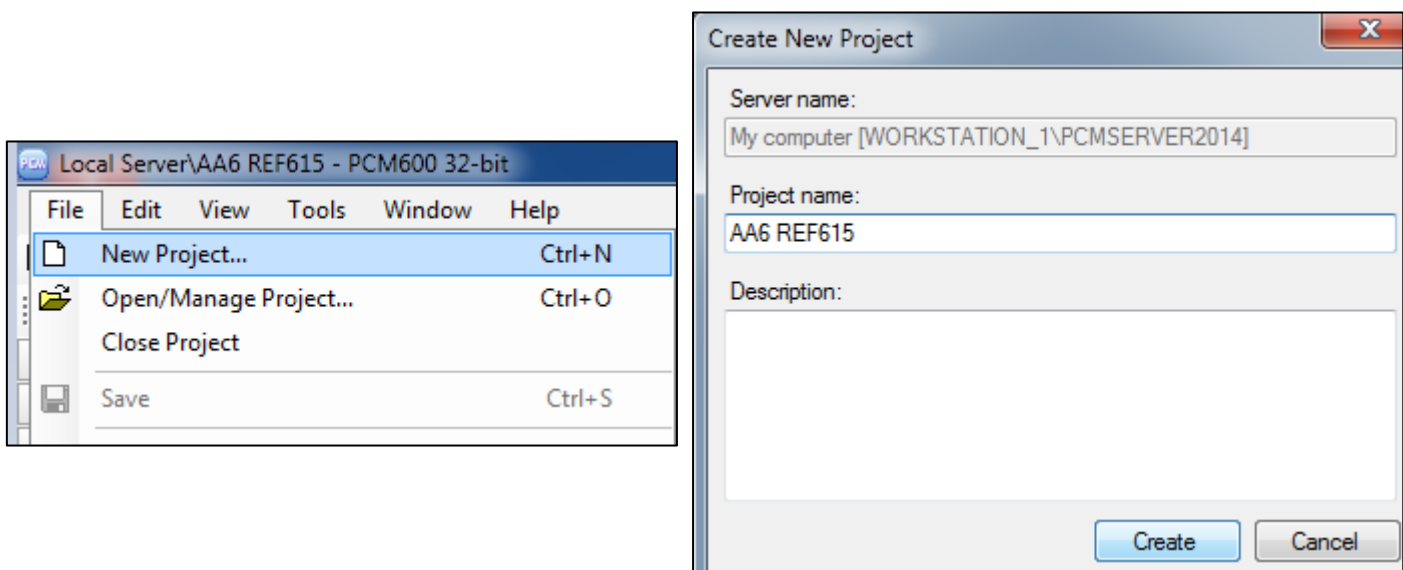 PCM Local Server\AA6 REF615 - PCM600 32-bit
File Edit View Tools Window Help
New Project... Ctrl+N
Open/Manage Project... Ctrl+O
Close Project
Save Ctrl+S
Create New Project
Server name:
My computer [WORKSTATION_1\PCMSERVER2014]
Project name:
AA6 REF615
Description:
Create Cancel